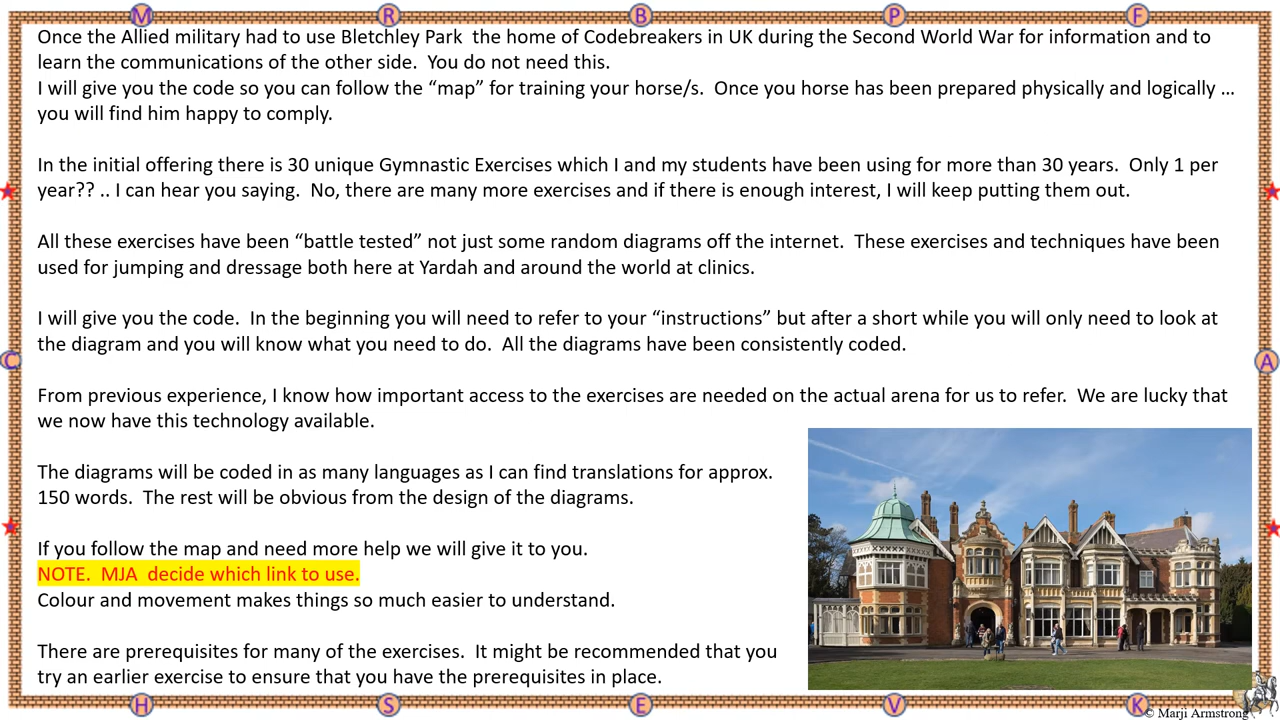 M R B P F
Once the Allied military had to use Bletchley Park  the home of Codebreakers in UK during the Second World War for information and to
learn the communications of the other side.  You do not need this.
I will give you the code so you can follow the “map” for training your horse/s.  Once you horse has been prepared physically and logically …
you will find him happy to comply.
In the initial offering there is 30 unique Gymnastic Exercises which I and my students have been using for more than 30 years.  Only 1 per
year?? .. I can hear you saying.  No, there are many more exercises and if there is enough interest, I will keep putting them out.
All these exercises have been “battle tested” not just some random diagrams off the internet.  These exercises and techniques have been
used for jumping and dressage both here at Yardah and around the world at clinics.
I will give you the code.  In the beginning you will need to refer to your “instructions” but after a short while you will only need to look at
the diagram and you will know what you need to do.  All the diagrams have been consistently coded.
C
A
From previous experience, I know how important access to the exercises are needed on the actual arena for us to refer.  We are lucky that
we now have this technology available.
The diagrams will be coded in as many languages as I can find translations for approx.
150 words.  The rest will be obvious from the design of the diagrams.
If you follow the map and need more help we will give it to you.
NOTE.  MJA  decide which link to use.
Colour and movement makes things so much easier to understand.
There are prerequisites for many of the exercises.  It might be recommended that you
try an earlier exercise to ensure that you have the prerequisites in place.
H S E V K
© Marji Armstrong